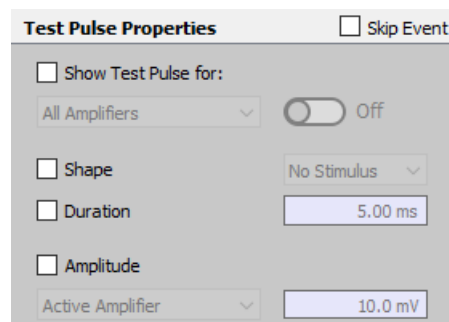 Test Pulse Properties Skip Event
Show Test Pulse for:
All Amplifiers Off
Shape No Stimulus
Duration 5.00 ms
Amplitude
Active Amplifier 10.0 mV